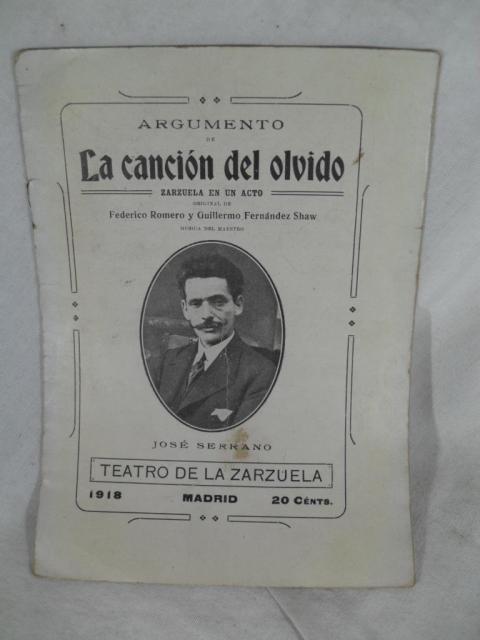 ARGUMENTO
DE
La canción del olvido
ZARZUELA EN UN ACTO
ORIGINAL DE
Federico Romero y Guillermo Fernández Shaw
MUSICA DEL MAESTRO
JOSÉ SERRANO
TEATRO DE LA ZARZUELA
1918 MADRID 20 CÉNTS.